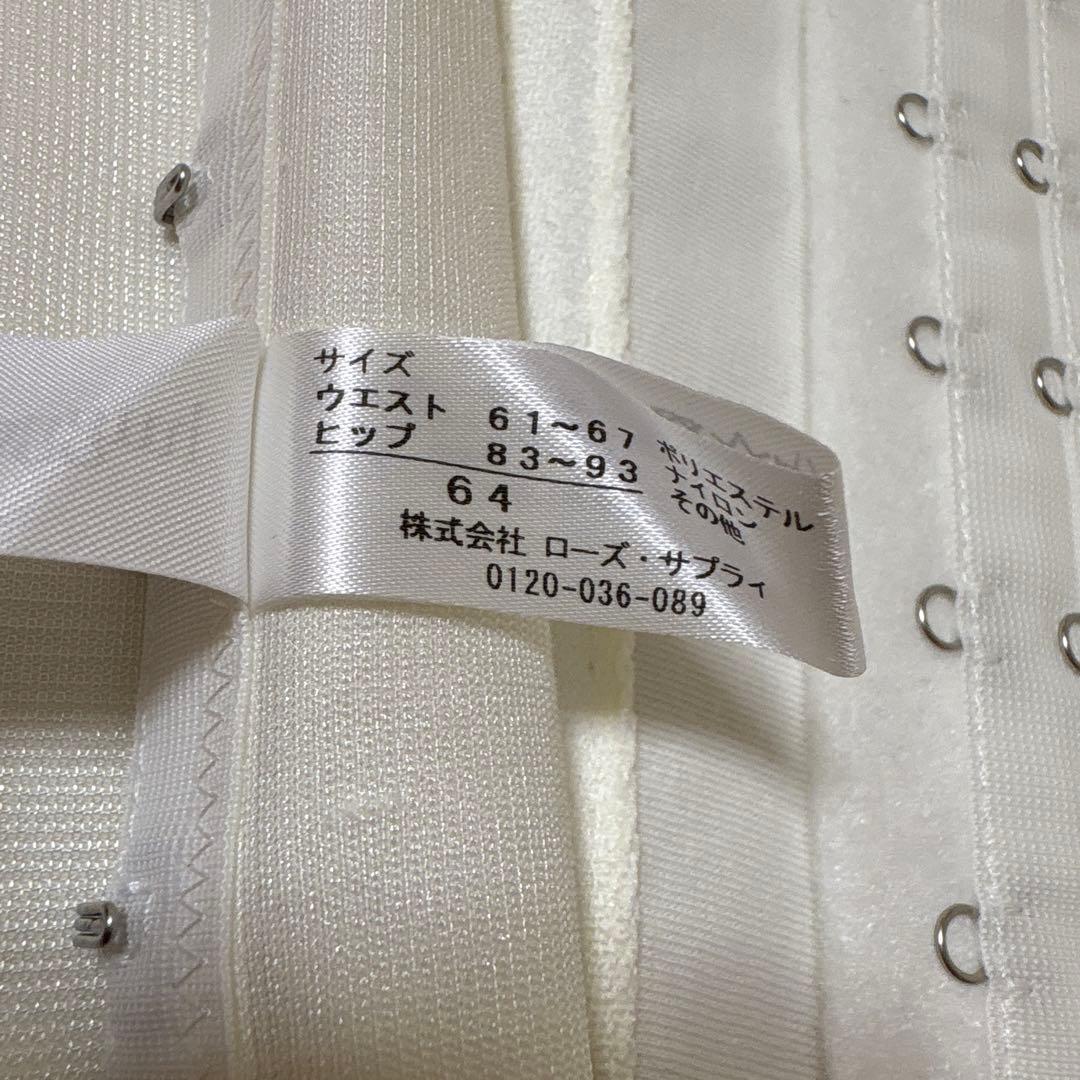 サイズ
ウエスト 61~67
ヒップ 83~93
64
ポリエステル
ナイロン
その他
株式会社 ローズ・サプライ
0120-036-089